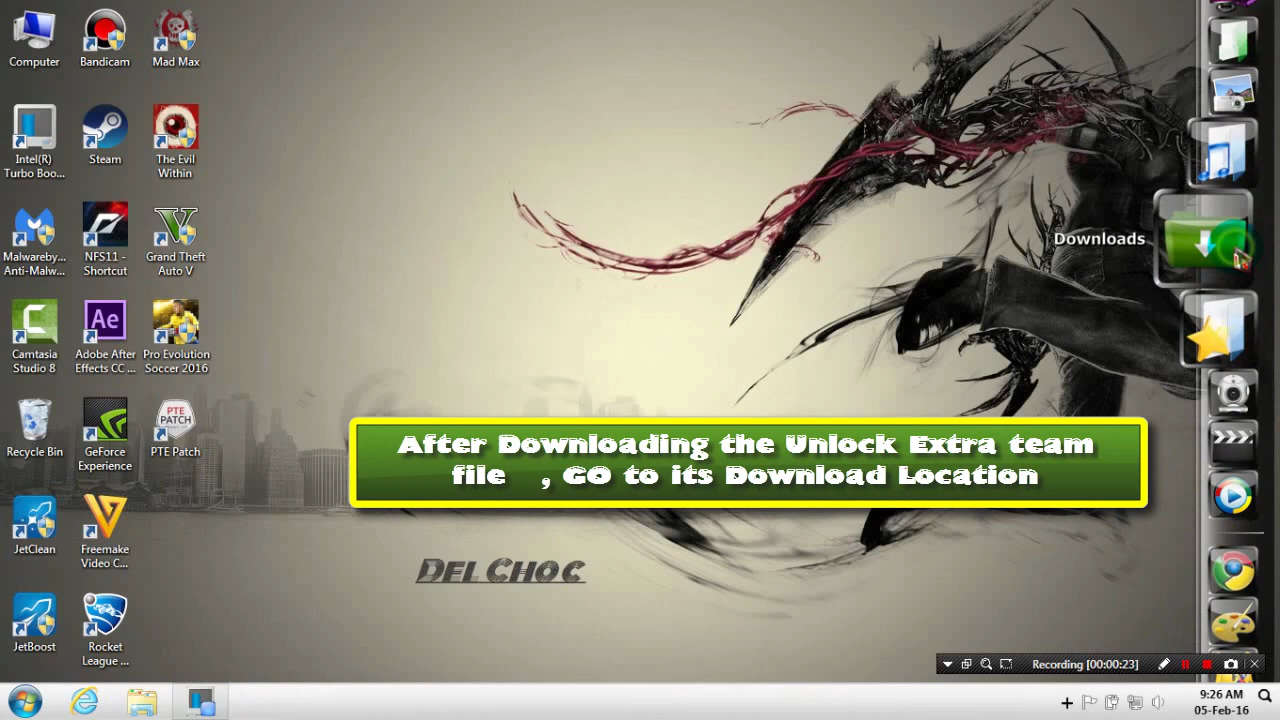 Computer
Bandicam
Mad Max
Intel(R)
Turbo Boo...
Steam
The Evil
Within
Malwareby...
Anti-Malw...
NFS11 -
Shortcut
Grand Theft
Auto V
Camtasia
Studio 8
Ae
Adobe After
Effects CC ...
Pro Evolution
Soccer 2016
Recycle Bin
GeForce
Experience
PTE
PATCH
PTE Patch
JetClean
Freemake
Video C...
JetBoost
Rocket
League ...
Downloads
After Downloading the Unlock Extra team
file , GO to its Download Location
Del Choc
Recording [00:00:23]
9:26 AM
05-Feb-16